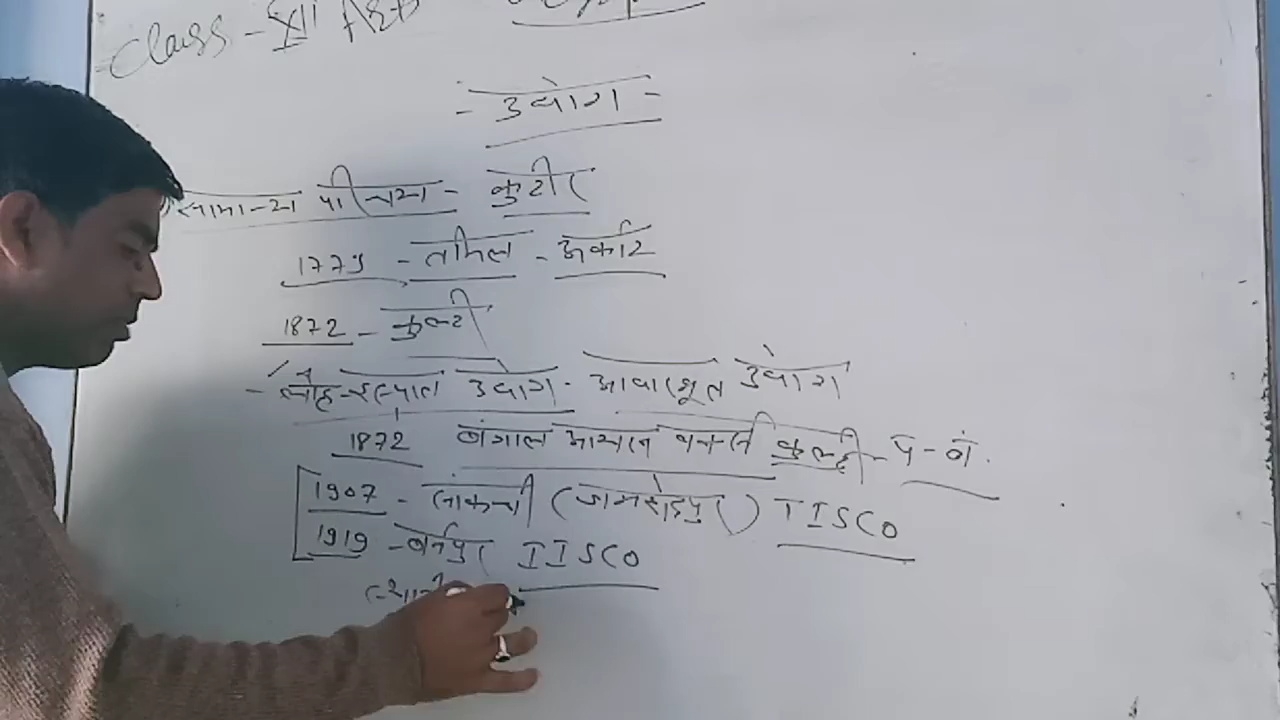 Class - XII
- उद्योग -
सामान्य परिचय - कुटीर
1779 - तमिल - अर्काट
1872 - कुल्टी
- लौह-इस्पात उद्योग - आधारभूत उद्योग
1872 बंगाल आयरन वर्क्स कुल्टी - प - बं.
1907 - साकची (जमशेदपुर) TISCO
1919 - बर्नपुर IISCO